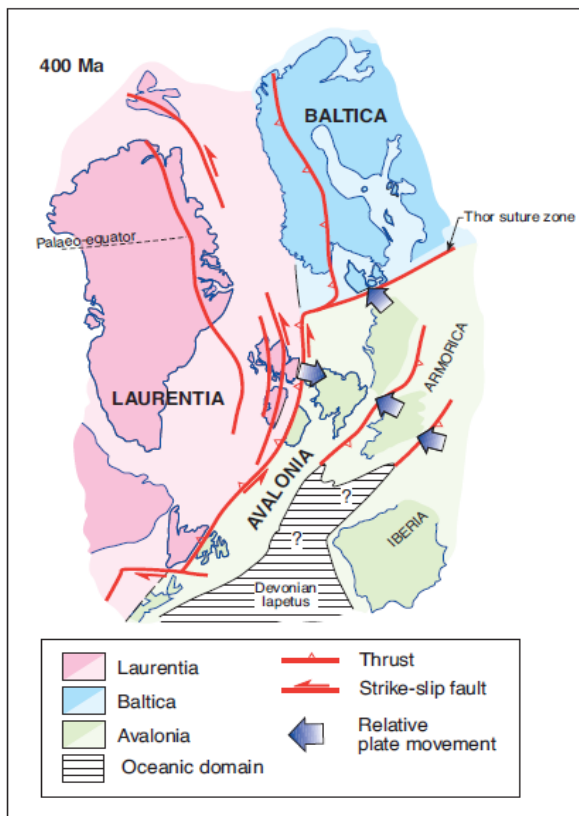 400 Ma
BALTICA
Thor suture zone
Palaeo-equator
ARMORICA
LAURENTIA
AVALONIA
?
?
IBERIA
Devonian
Iapetus
Laurentia
Baltica
Avalonia
Oceanic domain
Thrust
Strike-slip fault
Relative
plate movement